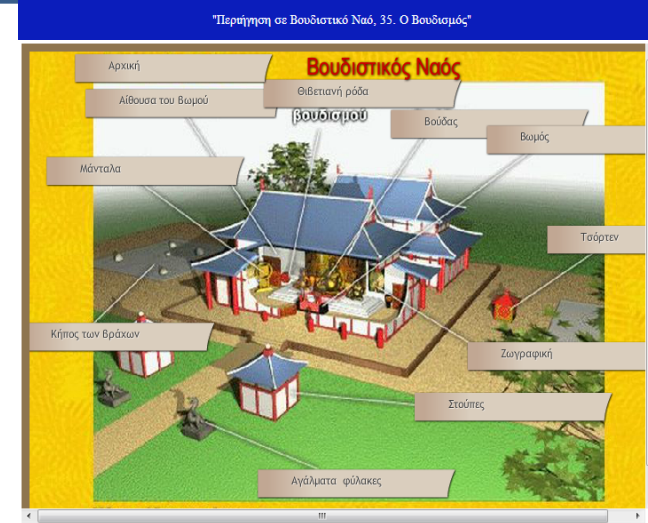 "Περιήγηση σε Βουδιστικό Ναό, 35. Ο Βουδισμός"
Αρχική
Βουδιστικός Ναός
Αίθουσα του Βωμού
Θιβετιανή ρόδα
βουδισμού
Βούδας
Βωμός
Μάνταλα
Τσόρτεν
Κήπος των Βράχων
Ζωγραφική
Στούπες
Αγάλματα φύλακες